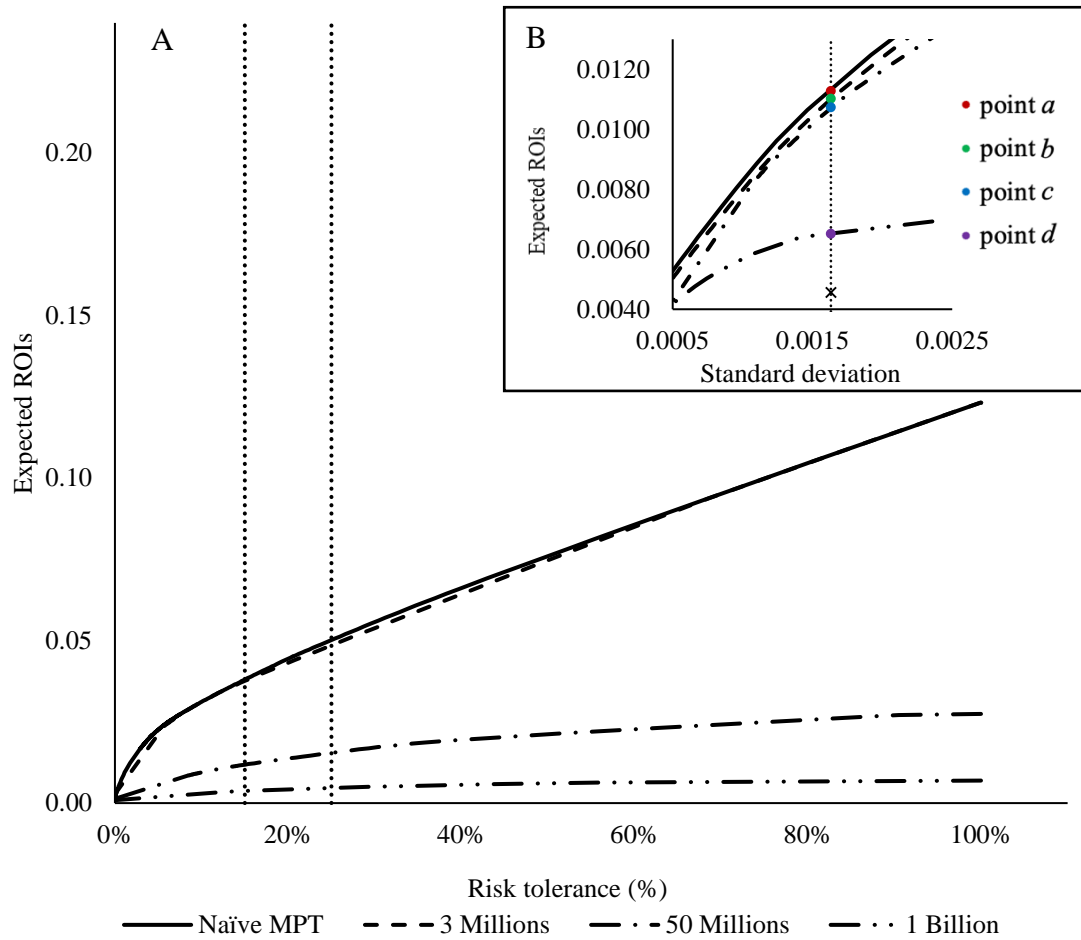 A
B
Expected ROIs
0.20
0.15
0.10
0.05
0.00
0%
20%
40%
60%
80%
100%
Risk tolerance (%)
Expected ROIs
0.0120
0.0100
0.0080
0.0060
0.0040
0.0005
0.0015
0.0025
Standard deviation
point a
point b
point c
point d
Naïve MPT
3 Millions
50 Millions
1 Billion